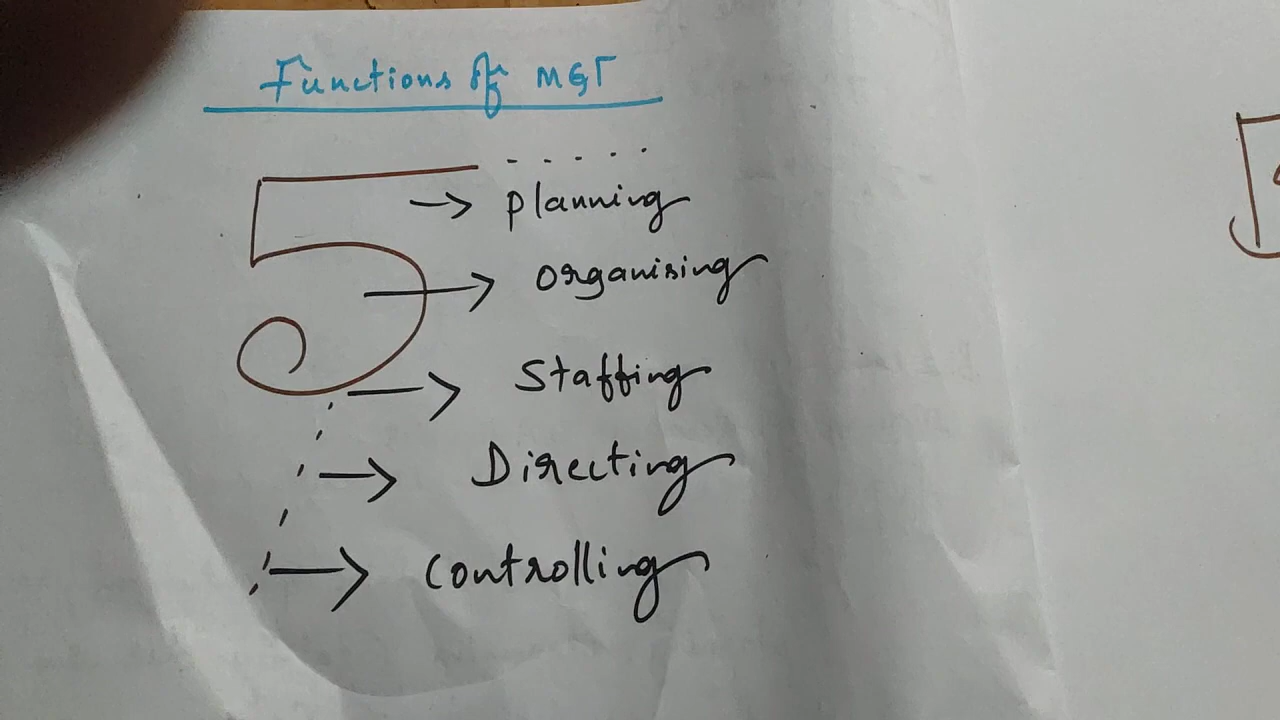 Functions of MGT
5
→ planning
→ organising
→ Staffing
→ Directing
→ controlling